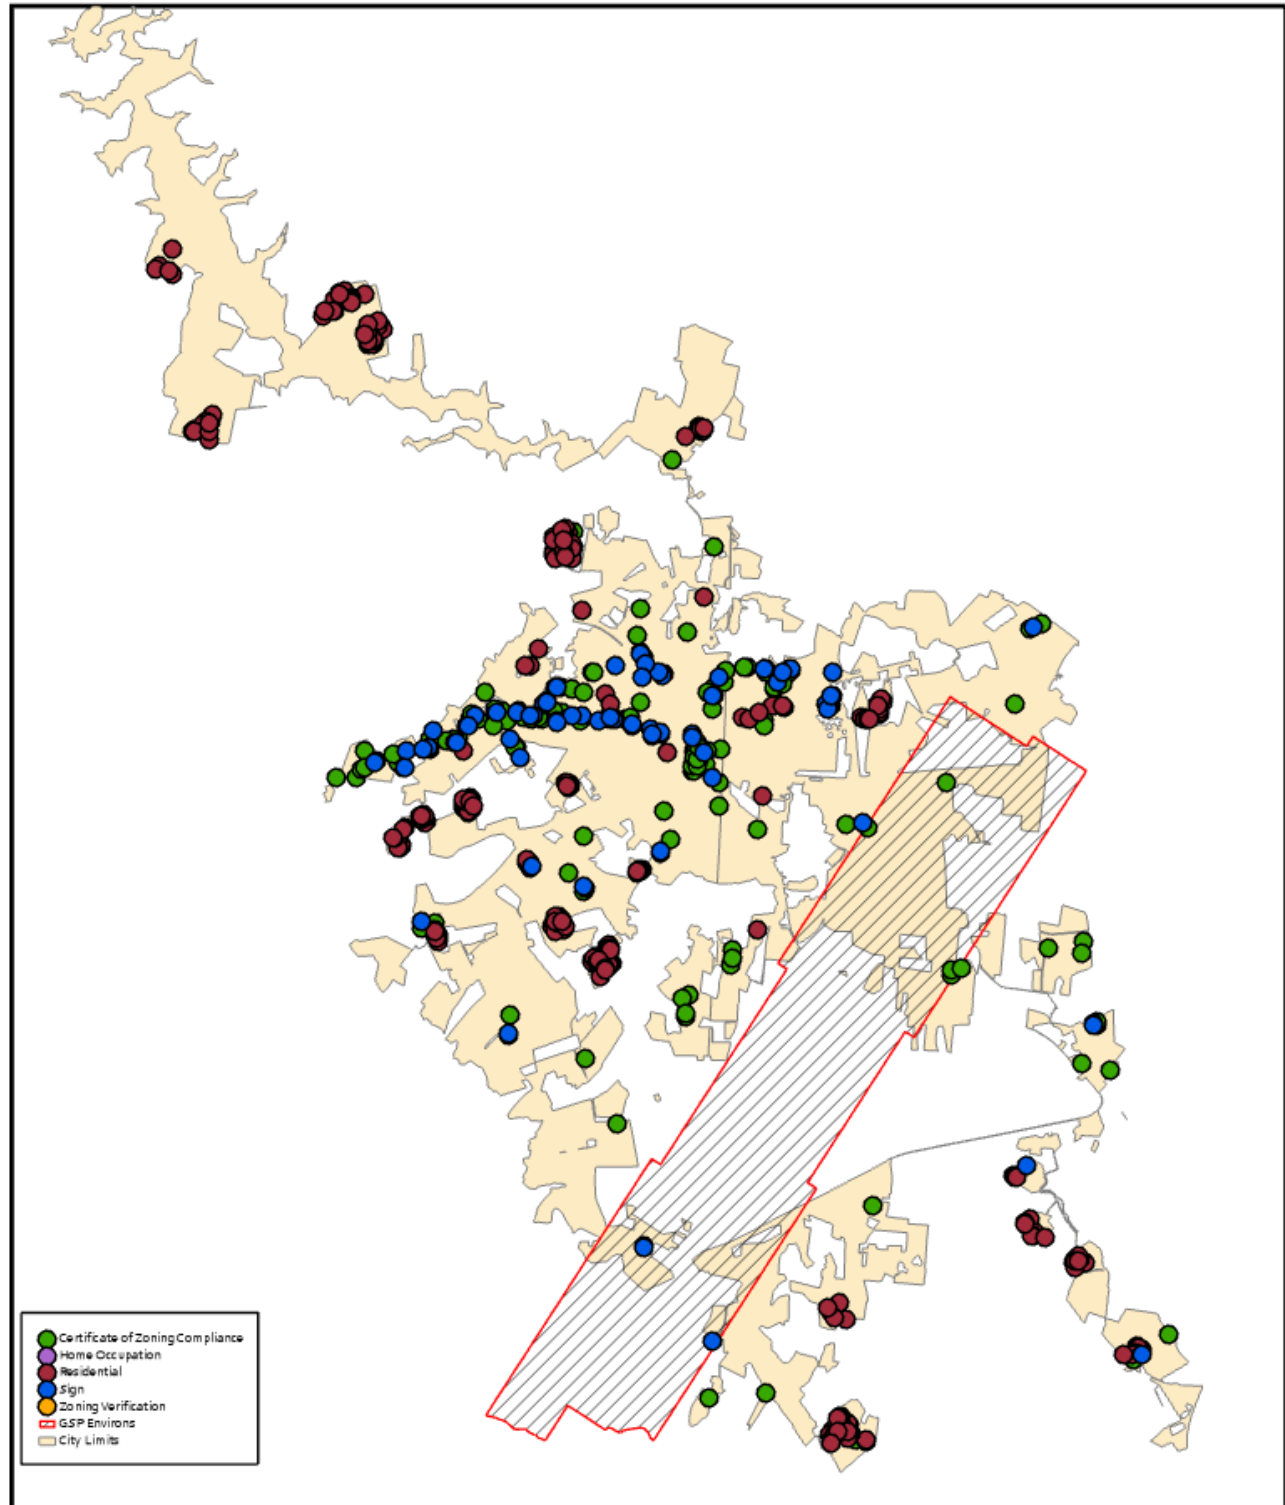 Certificate of Zoning Compliance
Home Occupation
Residential
Sign
Zoning Verification
GSP Environs
City Limits